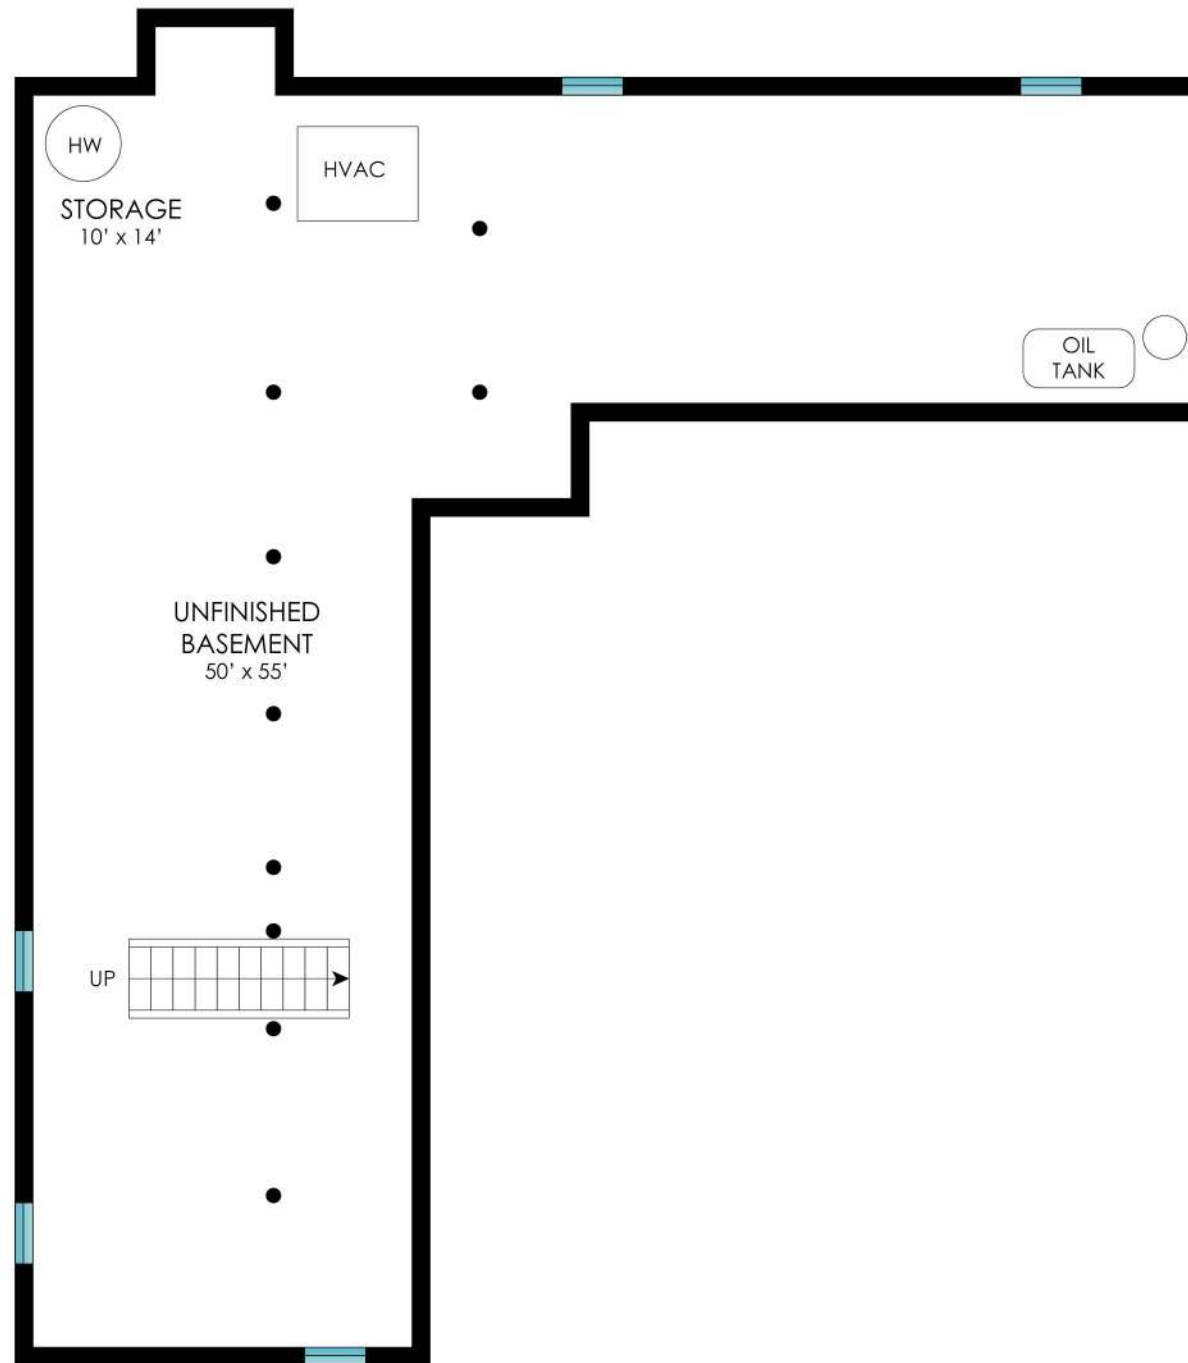 HW
HVAC
STORAGE
10' x 14'
OIL
TANK
UNFINISHED
BASEMENT
50' x 55'
UP